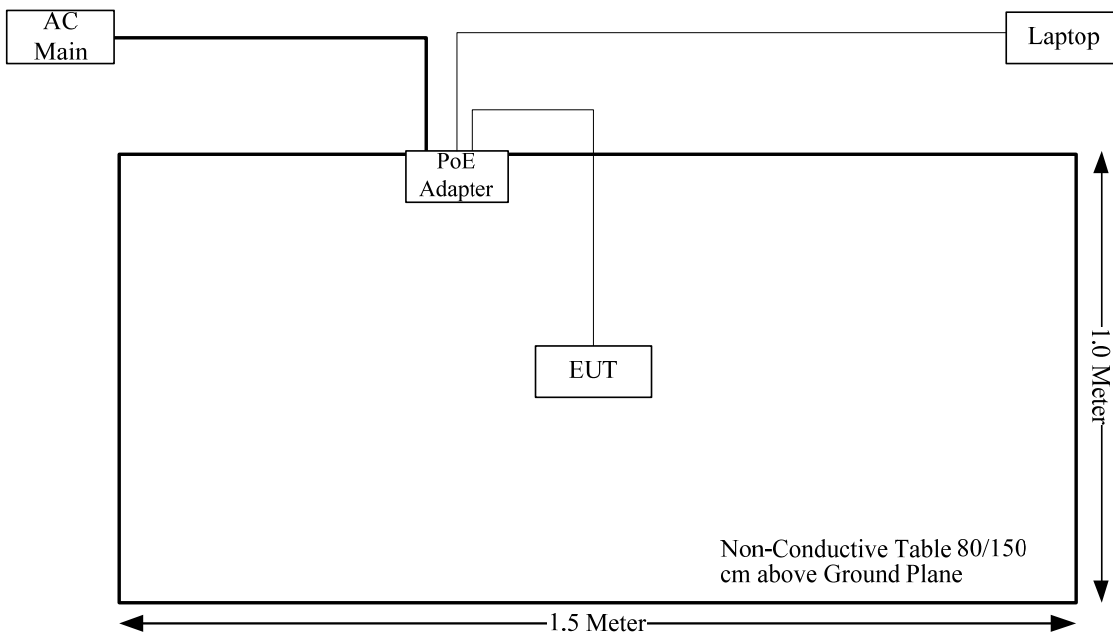 AC
Main
Laptop
PoE
Adapter
EUT
1.0 Meter
Non-Conductive Table 80/150
cm above Ground Plane
1.5 Meter